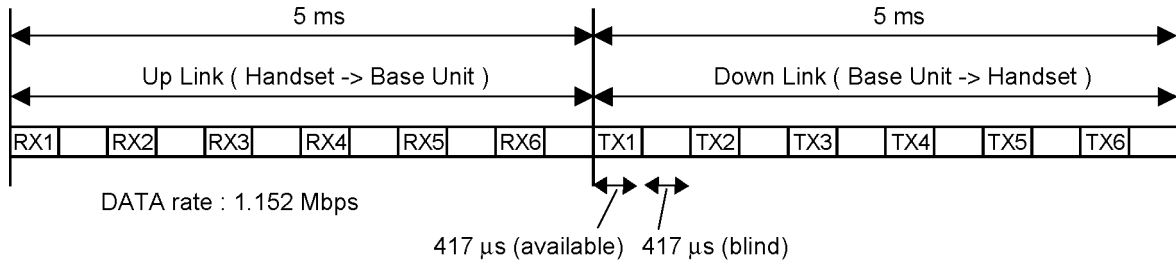 5 ms 5 ms
Up Link ( Handset -> Base Unit ) Down Link ( Base Unit -> Handset )
RX1 RX2 RX3 RX4 RX5 RX6 TX1 TX2 TX3 TX4 TX5 TX6
DATA rate : 1.152 Mbps
417 μs (available) 417 μs (blind)